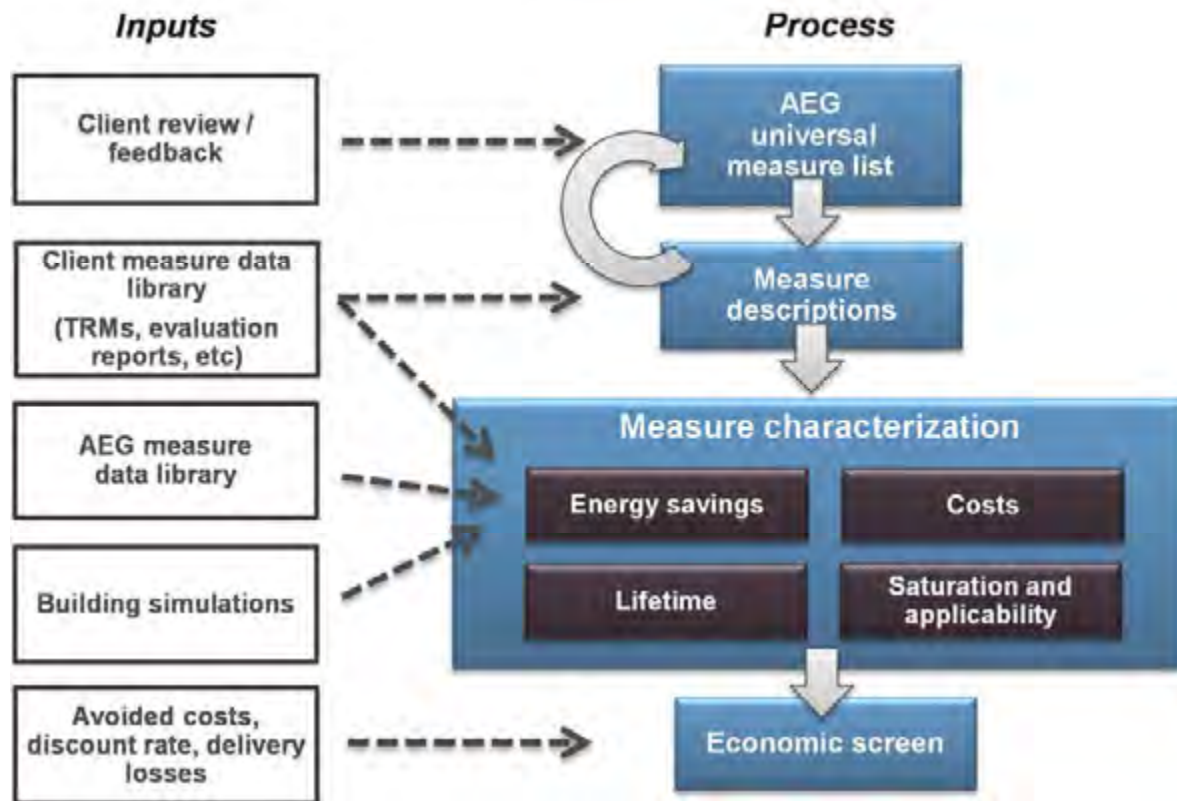 Inputs
Process
Client review /
feedback
AEG
universal
measure list
Client measure data
library
(TRMs, evaluation
reports, etc)
Measure
descriptions
AEG measure
data library
Measure characterization
Energy savings
Costs
Building simulations
Lifetime
Saturation and
applicability
Avoided costs,
discount rate, delivery
losses
Economic screen